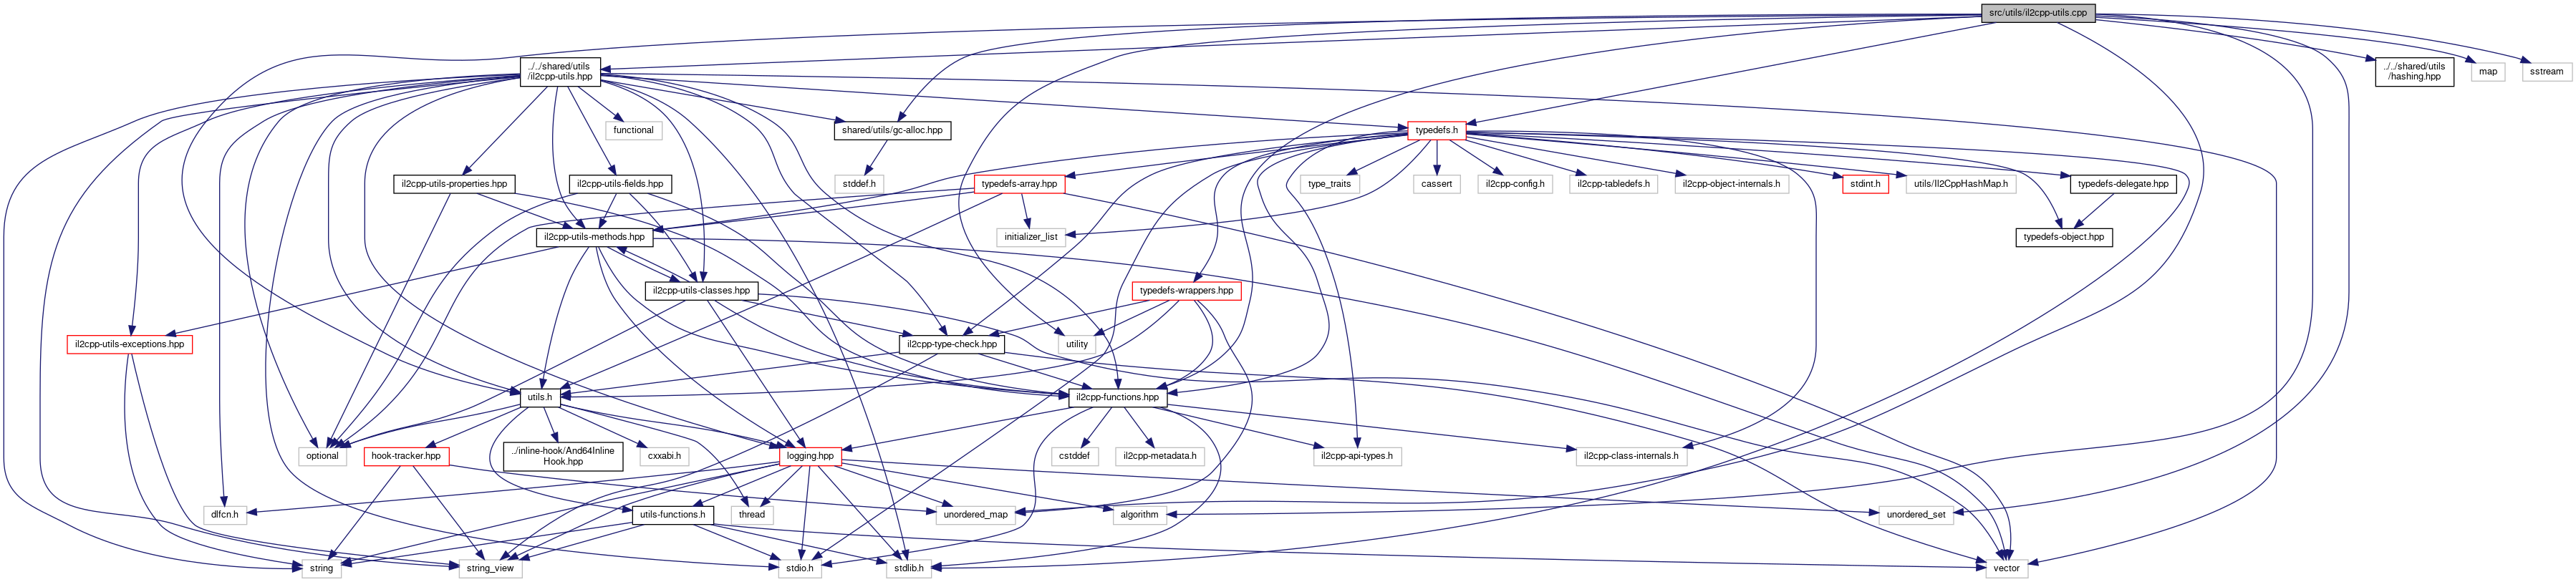 src/utils/il2cpp-utils.cpp
../../shared/utils
/il2cpp-utils.hpp
../../shared/utils
/hashing.hpp
map
sstream
functional
shared/utils/gc-alloc.hpp
typedefs.h
il2cpp-utils-properties.hpp
il2cpp-utils-fields.hpp
stddef.h
typedefs-array.hpp
type_traits
cassert
il2cpp-config.h
il2cpp-tabledefs.h
il2cpp-object-internals.h
stdint.h
utils/Il2CppHashMap.h
typedefs-delegate.hpp
il2cpp-utils-methods.hpp
initializer_list
typedefs-object.hpp
il2cpp-utils-classes.hpp
typedefs-wrappers.hpp
il2cpp-utils-exceptions.hpp
il2cpp-type-check.hpp
utility
utils.h
il2cpp-functions.hpp
optional
hook-tracker.hpp
../inline-hook/And64Inline
Hook.hpp
cxxabi.h
logging.hpp
cstddef
il2cpp-metadata.h
il2cpp-api-types.h
il2cpp-class-internals.h
dlfcn.h
utils-functions.h
thread
unordered_map
algorithm
unordered_set
string
string_view
stdio.h
stdlib.h
vector